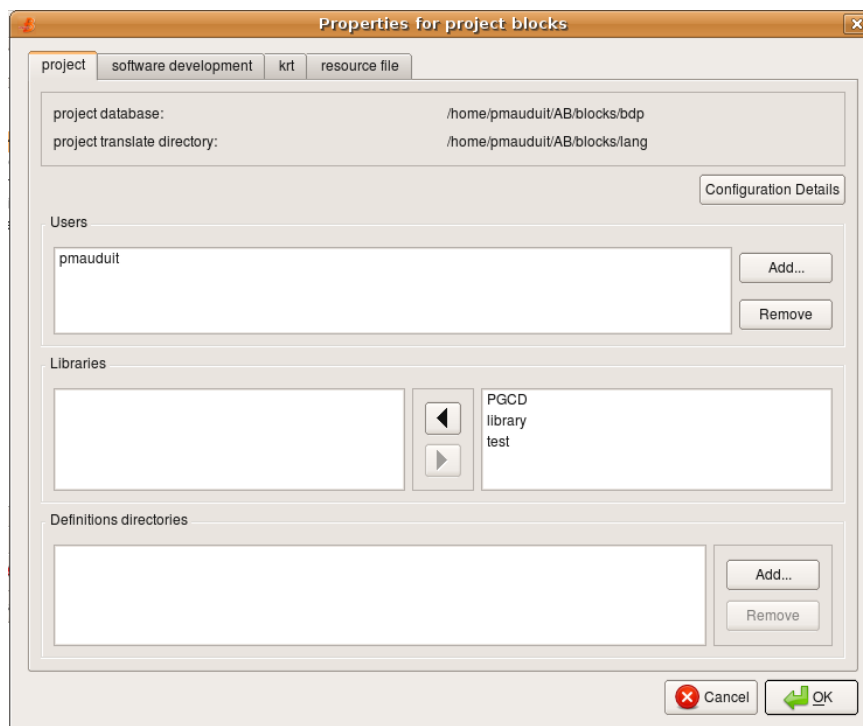 Properties for project blocks
project software development krt resource file
project database: /home/pmauduit/AB/blocks/bdp
project translate directory: /home/pmauduit/AB/blocks/lang
Configuration Details
Users
pmauduit
Add...
Remove
Libraries
PGCD
library
test
Definitions directories
Add...
Remove
Cancel OK